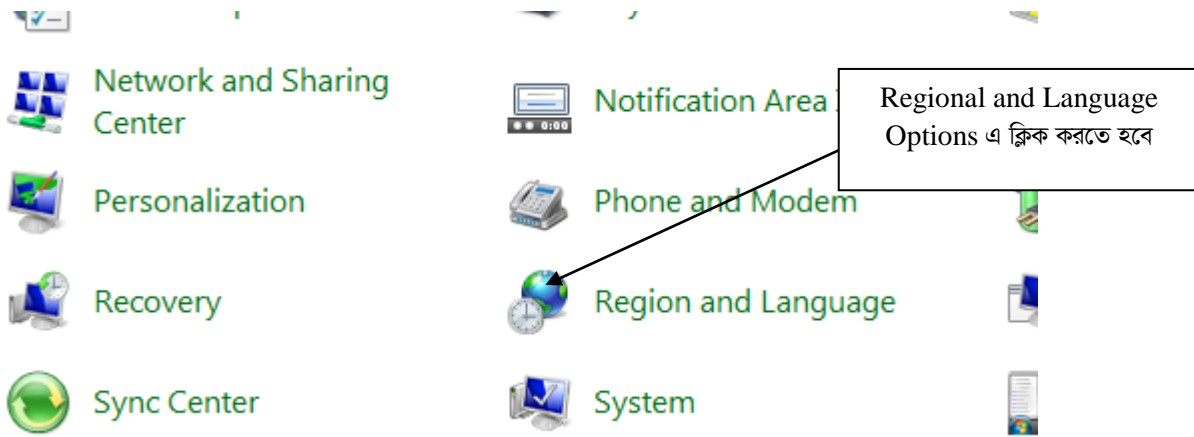 Network and Sharing
Center
Notification Area
Regional and Language
Options এ ক্লিক করতে হবে
Personalization
Phone and Modem
Recovery
Region and Language
Sync Center
System